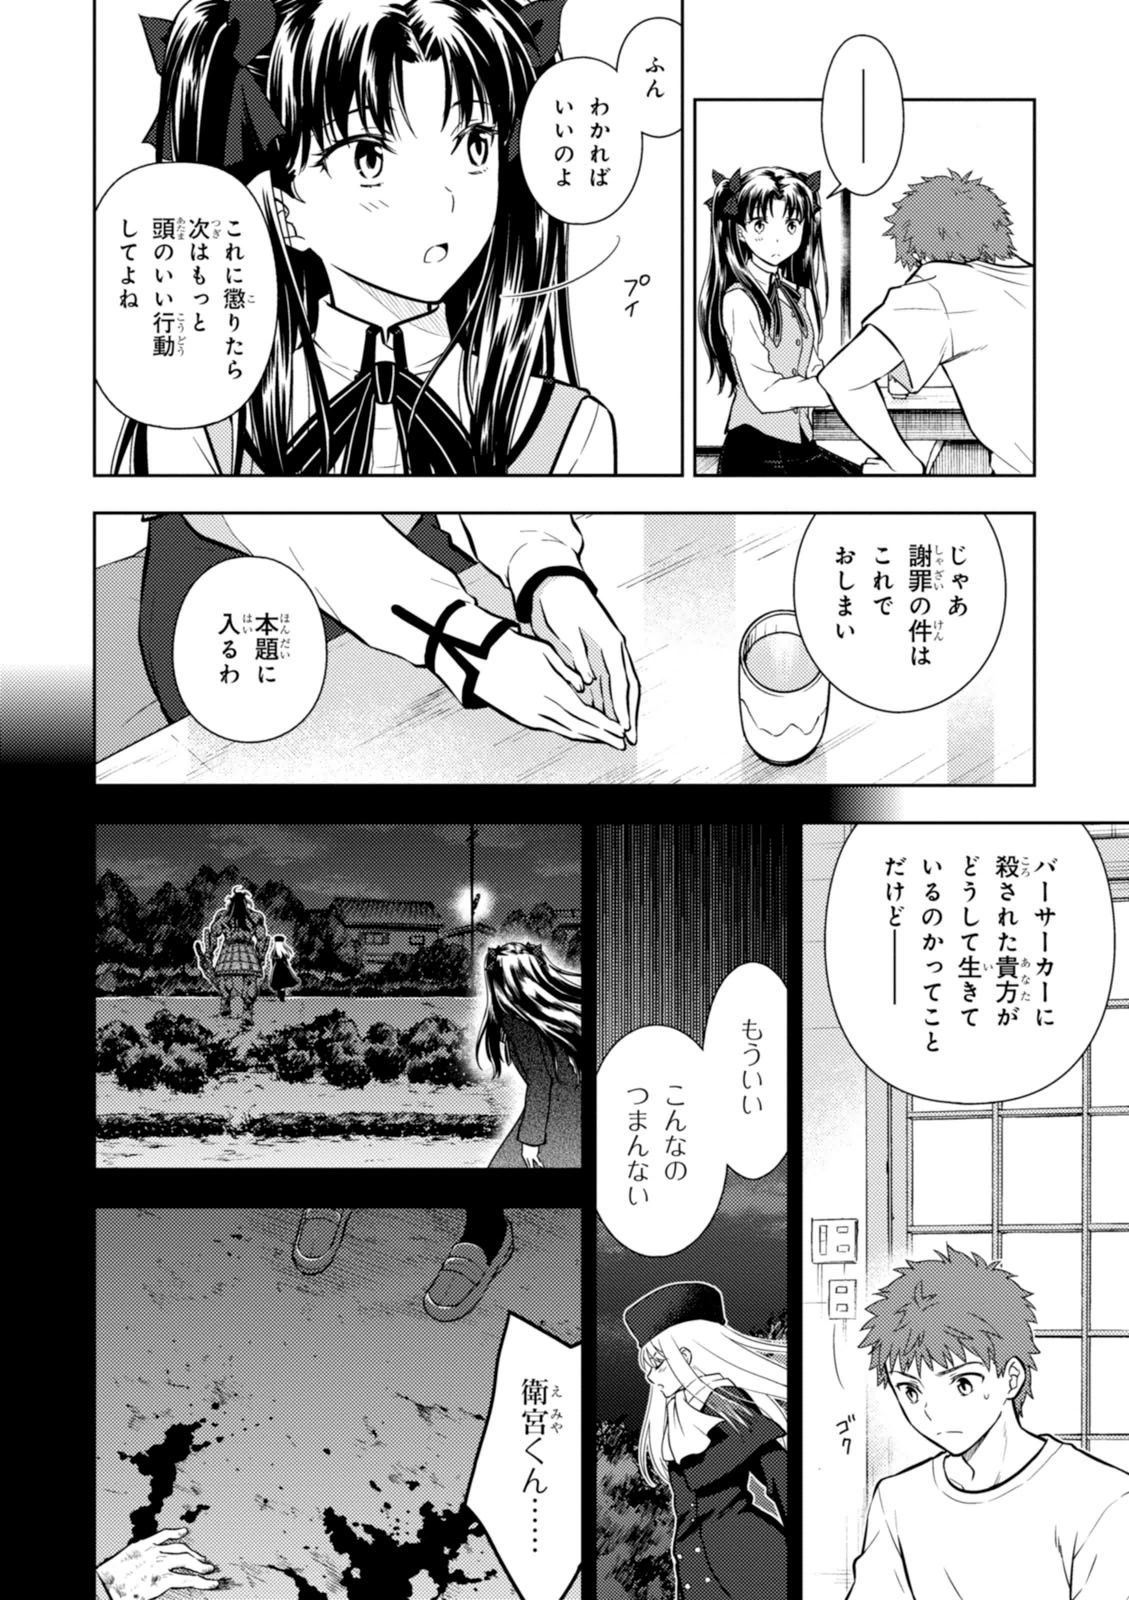 ――
ふん
わかれば
いいのよ
プイ
これに懲りたら
次はもっと
頭のいい行動
してよね
じゃあ
謝罪の件は
これで
おしまい
本題に
入るわ
バーサーカーに
殺された貴方が
どうして生きて
いるのかってこと
だけど――
ゴク
もういい
こんなの
つまんない
衛宮くん……